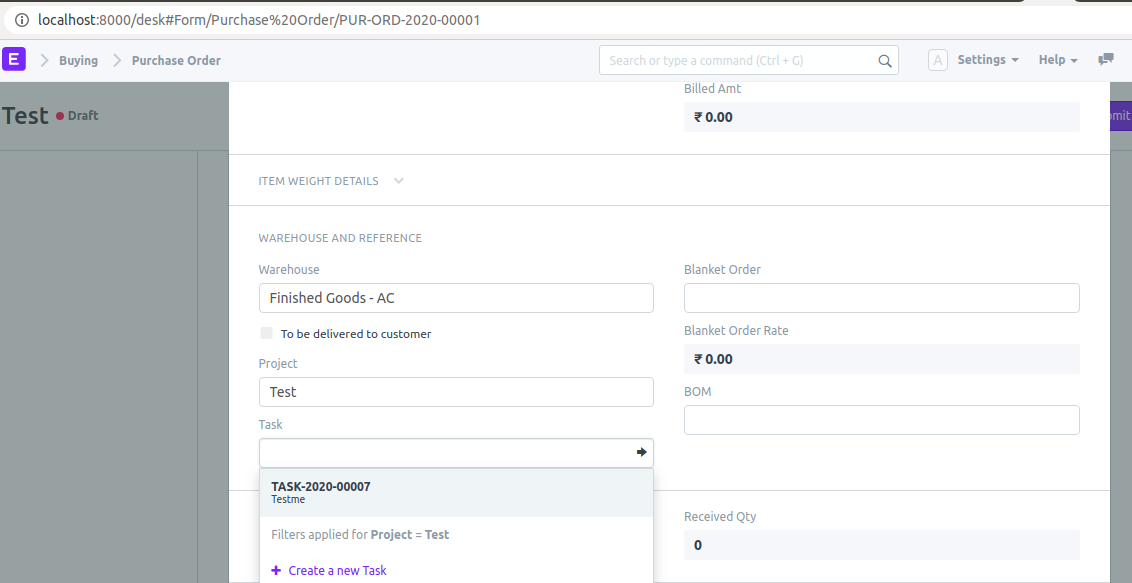 localhost:8000/desk#Form/Purchase%20Order/PUR-ORD-2020-00001
E Buying Purchase Order Search or type a command (Ctrl + G) A Settings Help
Test Draft
Billed Amt
₹ 0.00
ITEM WEIGHT DETAILS
WAREHOUSE AND REFERENCE
Warehouse
Finished Goods - AC
To be delivered to customer
Project
Test
Task
TASK-2020-00007
Testme
Filters applied for Project = Test
+ Create a new Task
Blanket Order
Blanket Order Rate
₹ 0.00
BOM
Received Qty
0